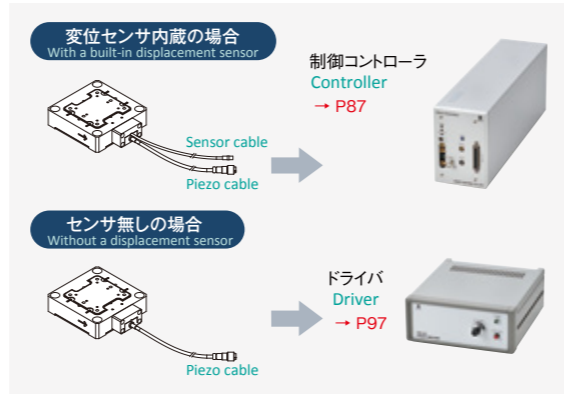 変位センサ内蔵の場合
With a built-in displacement sensor
制御コントローラ
Controller
→ P87
Sensor cable
Piezo cable
センサ無しの場合
Without a displacement sensor
ドライバ
Driver
→ P97
Piezo cable